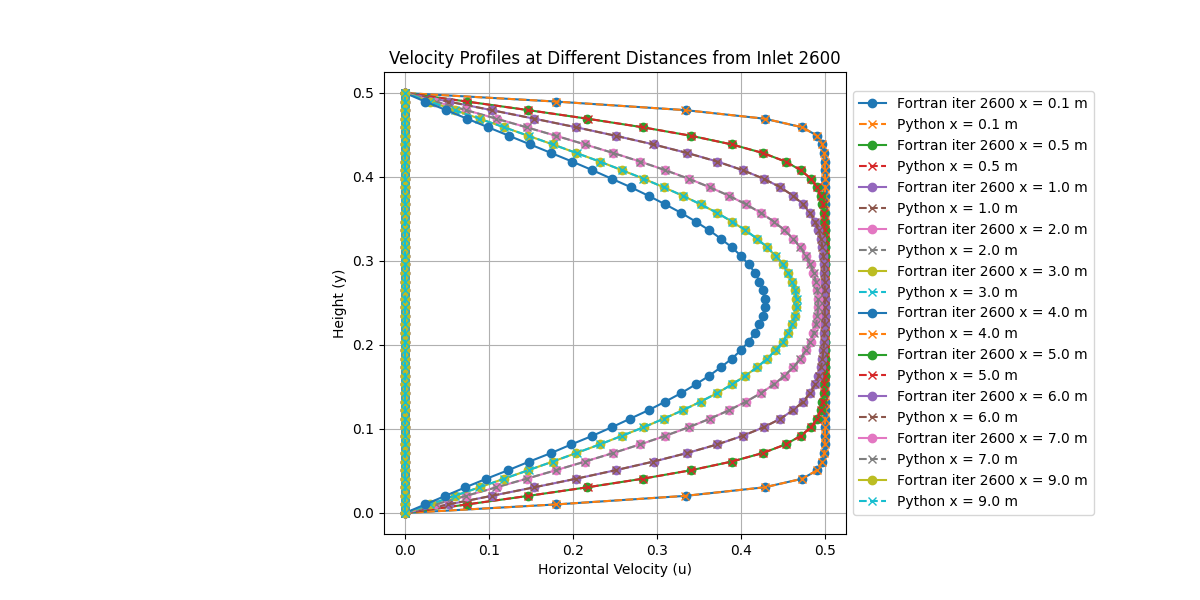 Velocity Profiles at Different Distances from Inlet 2600
0.5
0.4
0.3
0.2
0.1
0.0
Height (y)
0.0 0.1 0.2 0.3 0.4 0.5
Horizontal Velocity (u)
Fortran iter 2600 x = 0.1 m
Python x = 0.1 m
Fortran iter 2600 x = 0.5 m
Python x = 0.5 m
Fortran iter 2600 x = 1.0 m
Python x = 1.0 m
Fortran iter 2600 x = 2.0 m
Python x = 2.0 m
Fortran iter 2600 x = 3.0 m
Python x = 3.0 m
Fortran iter 2600 x = 4.0 m
Python x = 4.0 m
Fortran iter 2600 x = 5.0 m
Python x = 5.0 m
Fortran iter 2600 x = 6.0 m
Python x = 6.0 m
Fortran iter 2600 x = 7.0 m
Python x = 7.0 m
Fortran iter 2600 x = 9.0 m
Python x = 9.0 m